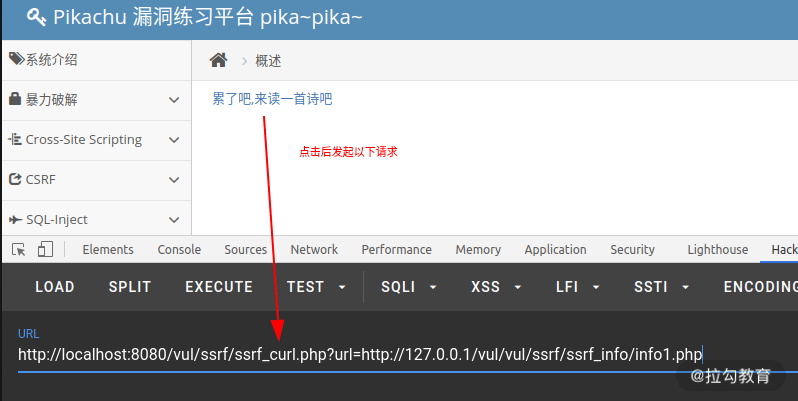 Pikachu 漏洞练习平台 pika~pika~
系统介绍
概述
暴力破解
累了吧,来读一首诗吧
Cross-Site Scripting
点击后发起以下请求
CSRF
SQL-Inject
Elements Console Sources Network Performance Memory Application Security Lighthouse Hack
LOAD SPLIT EXECUTE TEST SQLI XSS LFI SSTI ENCODING
URL
http://localhost:8080/vul/ssrf/ssrf_curl.php?url=http://127.0.0.1/vul/vul/ssrf/ssrf_info/info1.php
@拉勾教育